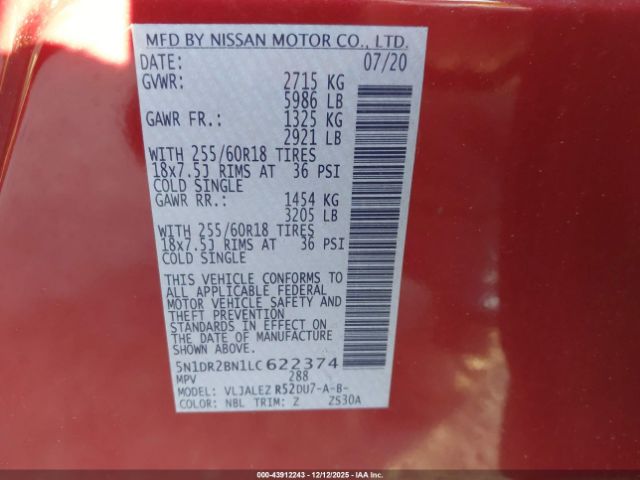 MFD BY NISSAN MOTOR CO., LTD.
DATE: 07/20
GVWR: 2715 KG
5986 LB
GAWR FR.: 1325 KG
2921 LB
WITH 255/60R18 TIRES
18x7.5J RIMS AT 36 PSI
COLD SINGLE
GAWR RR.: 1454 KG
3205 LB
WITH 255/60R18 TIRES
18x7.5J RIMS AT 36 PSI
COLD SINGLE
THIS VEHICLE CONFORMS TO
ALL APPLICABLE FEDERAL
MOTOR VEHICLE SAFETY AND
THEFT PREVENTION
STANDARDS IN EFFECT ON
THE DATE OF MANUFACTURE
SHOWN ABOVE.
5N1DR2BN1LC622374
MPV 288
MODEL: VLJALEZ R52DU7-A-B-
COLOR: NBL TRIM: Z ZS30A
000-43912243 - 12/12/2025 - IAAI.COM